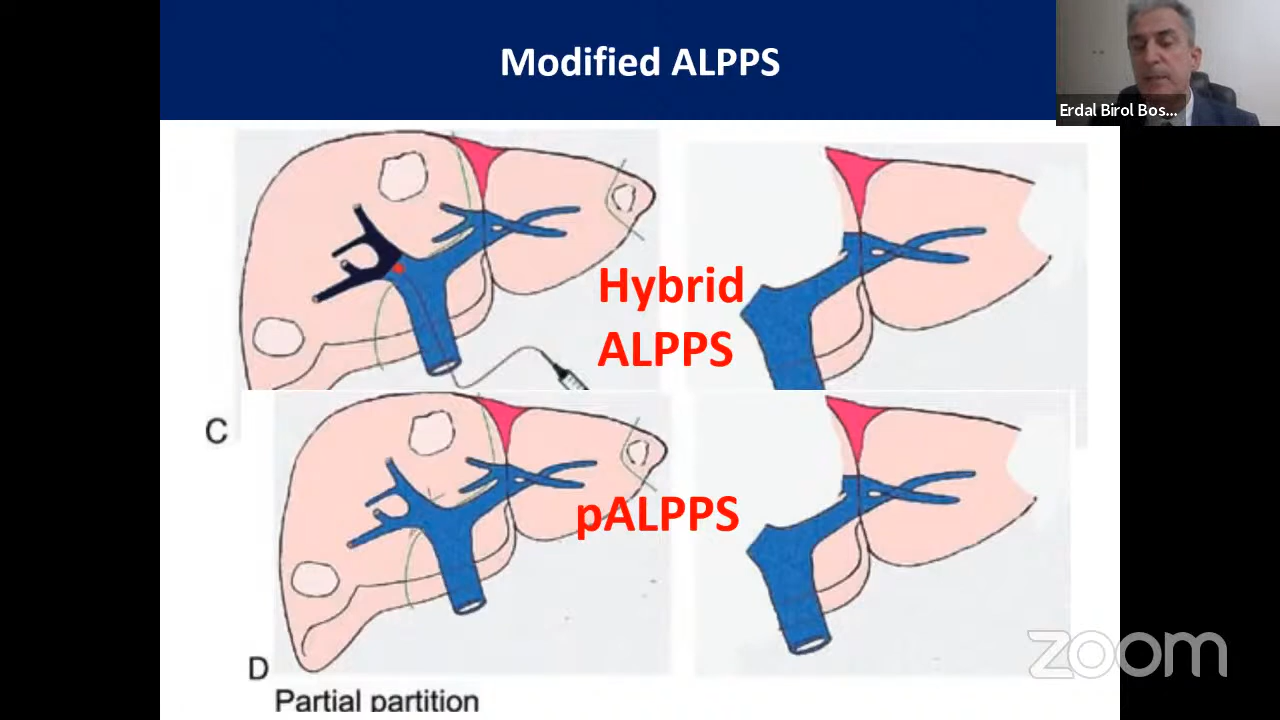 Modified ALPPS
Erdal Birol Bos...
Hybrid
ALPPS
C
pALPPS
D
Partial partition
zoom